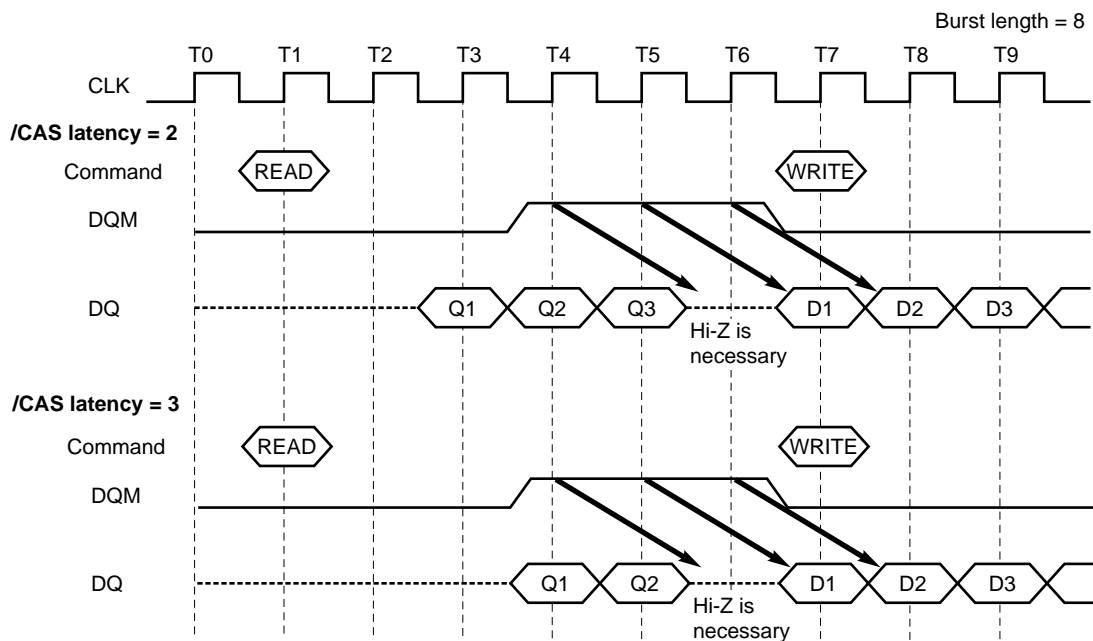 Burst length = 8
T0 T1 T2 T3 T4 T5 T6 T7 T8 T9
CLK
/CAS latency = 2
Command READ WRITE
DQM
DQ Q1 Q2 Q3 D1 D2 D3
Hi-Z is
necessary
/CAS latency = 3
Command READ WRITE
DQM
DQ Q1 Q2 D1 D2 D3
Hi-Z is
necessary